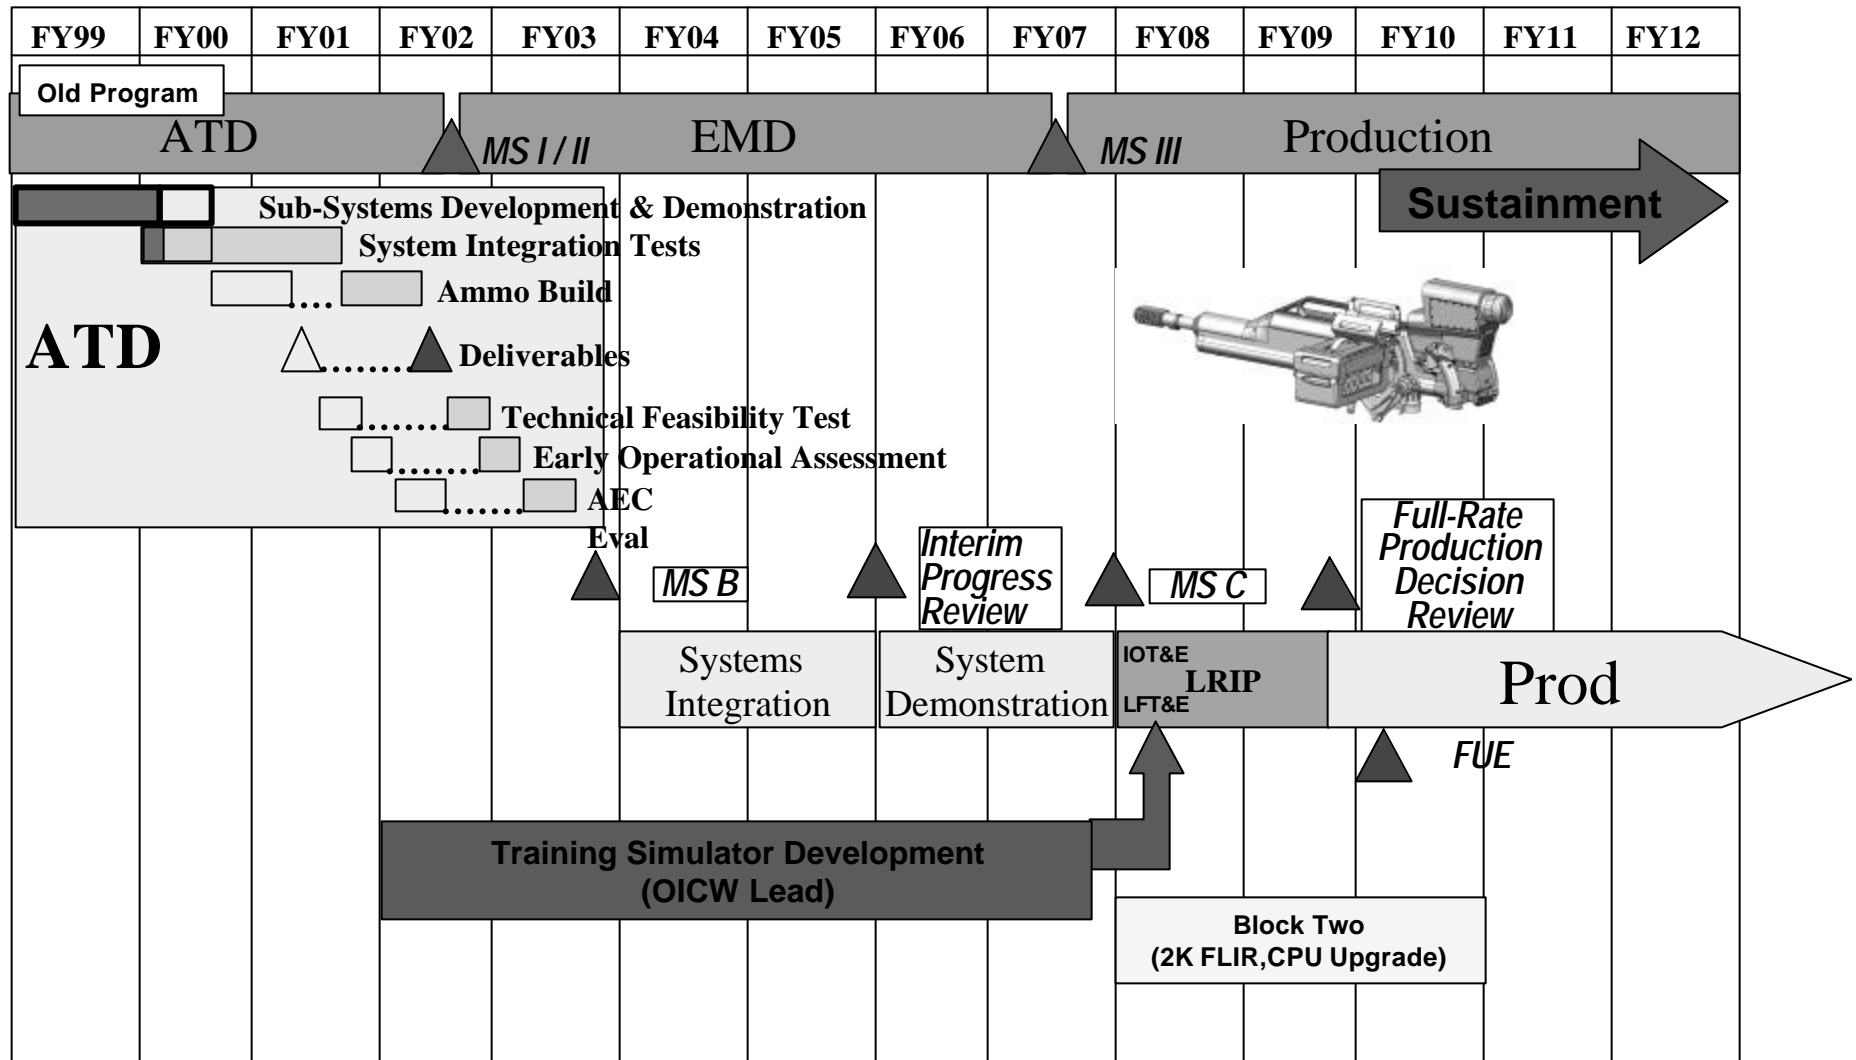 FY99 FY00 FY01 FY02 FY03 FY04 FY05 FY06 FY07 FY08 FY09 FY10 FY11 FY12
Old Program
ATD
MS I / II
EMD
MS III
Production
Sustainment
Sub-Systems Development & Demonstration
System Integration Tests
Ammo Build
ATD
Deliverables
Technical Feasibility Test
Early Operational Assessment
AEC
Eval
MS B
Interim
Progress
Review
MS C
Full-Rate
Production
Decision
Review
Systems
Integration
System
Demonstration
IOT&E
LRIP
LFT&E
Prod
FUE
Training Simulator Development
(OICW Lead)
Block Two
(2K FLIR,CPU Upgrade)